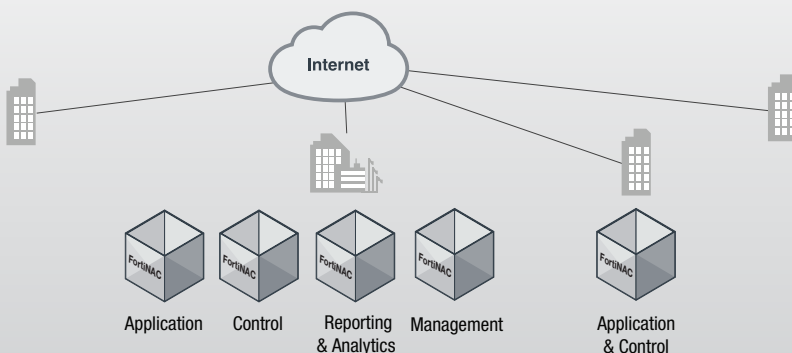 Internet
FortiNAC
FortiNAC
FortiNAC
FortiNAC
FortiNAC
Application
Control
Reporting
& Analytics
Management
Application
& Control